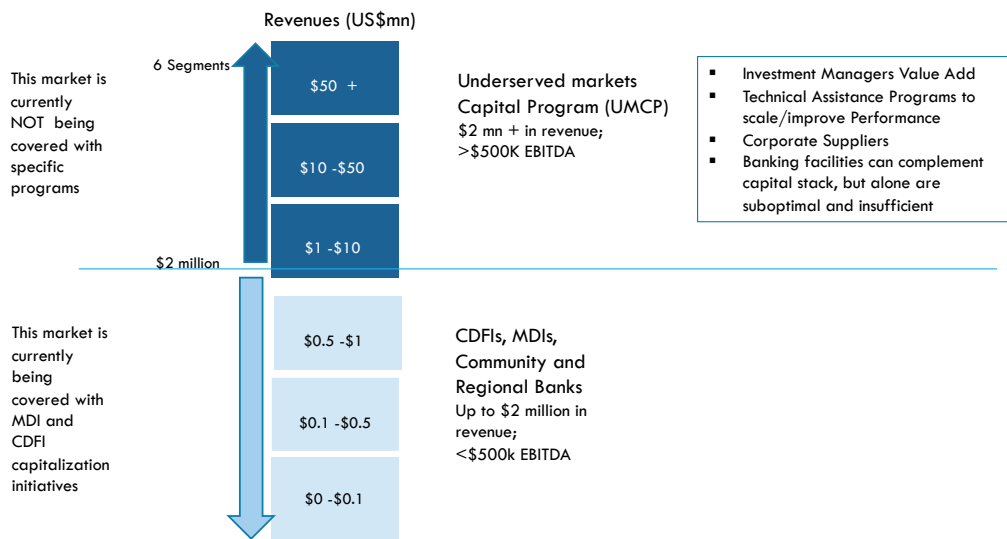 Revenues (US$mn)
6 Segments
This market is
currently
NOT being
covered with
specific
programs
$50 +
$10 -$50
$1 -$10
$2 million
Underserved markets
Capital Program (UMCP)
$2 mn + in revenue;
>$500K EBITDA
▪ Investment Managers Value Add
▪ Technical Assistance Programs to
scale/improve Performance
▪ Corporate Suppliers
▪ Banking facilities can complement
capital stack, but alone are
suboptimal and insufficient
This market is
currently
being
covered with
MDI and
CDFI
capitalization
initiatives
$0.5 -$1
$0.1 -$0.5
$0 -$0.1
CDFIs, MDIs,
Community and
Regional Banks
Up to $2 million in
revenue;
<$500k EBITDA